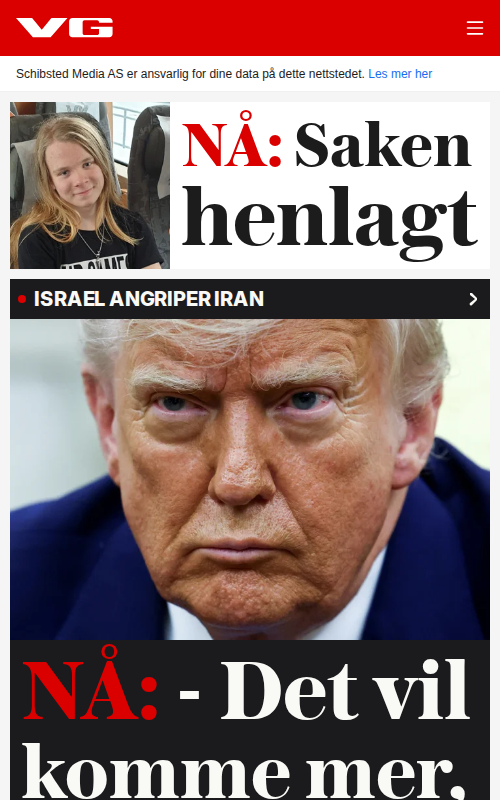 VG
Schibsted Media AS er ansvarlig for dine data på dette nettstedet. Les mer her
NÅ: Saken
henlagt
ISRAEL ANGRIPER IRAN
NÅ: - Det vil
komme mer,